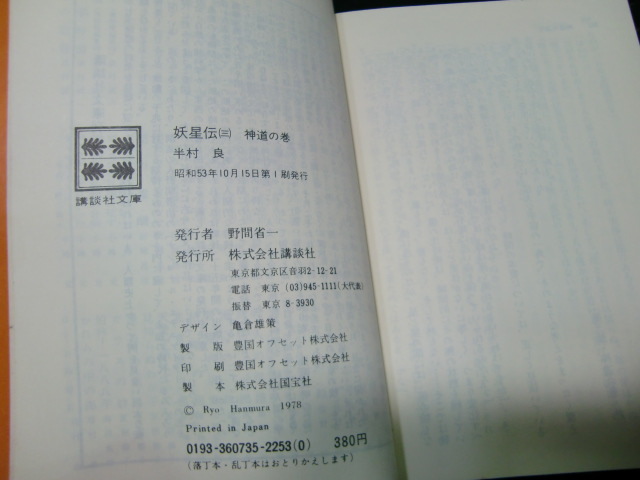 妖星伝㈢ 神道の巻
半村 良
昭和53年10月15日第1刷発行
講談社文庫
発行者 野間省一
発行所 株式会社講談社
東京都文京区音羽2-12-21
電話 東京 (03)945-1111(大代表)
振替 東京 8-3930
デザイン 亀倉雄策
製 版 豊国オフセット株式会社
印 刷 豊国オフセット株式会社
製 本 株式会社国宝社
© Ryo Hanmura 1978
Printed in Japan
0193-360735-2253(0) 380円
(落丁本・乱丁本はおとりかえします)